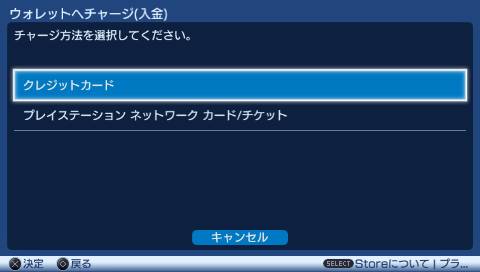 ウォレットへチャージ(入金)
チャージ方法を選択してください。
クレジットカード
プレイステーション ネットワーク カード/チケット
キャンセル
決定 戻る SELECT Storeについて | プラ...